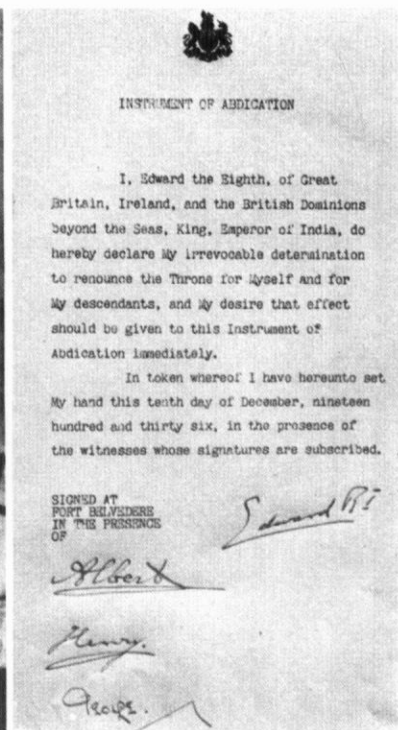 INSTRUMENT OF ABDICATION
I, Edward the Eighth, of Great
Britain, Ireland, and the British Dominions
beyond the Seas, King, Emperor of India, do
hereby declare My irrevocable determination
to renounce the Throne for Myself and for
My descendants, and My desire that effect
should be given to this Instrument of
Abdication immediately.
In token whereof I have hereunto set
My hand this tenth day of December, nineteen
hundred and thirty six, in the presence of
the witnesses whose signatures are subscribed.
SIGNED AT
FORT BELVEDERE
IN THE PRESENCE
OF
Edward RI
Albert
Henry.
George.